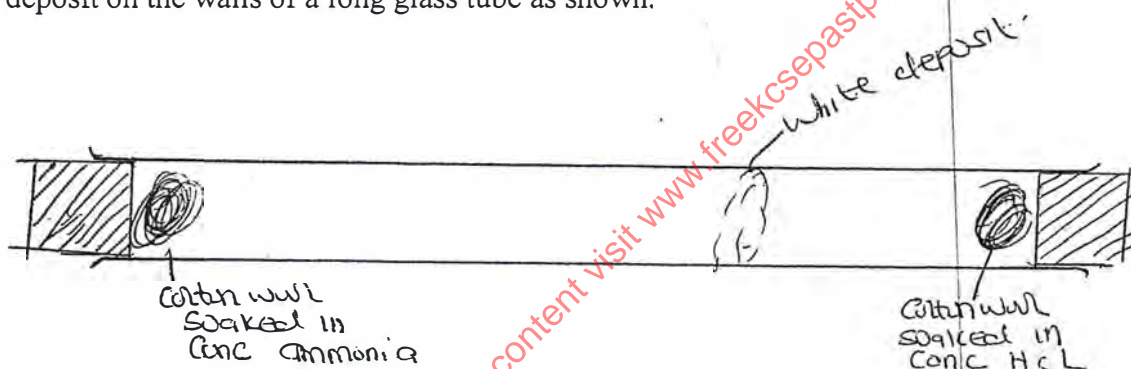 deposit on the walls of a long glass tube as shown.
White deposit.
content visit www.freekcsepastp
Cotton wool
soaked in
Conc Ammonia
Cotton wool
soaked in
Conc HCL